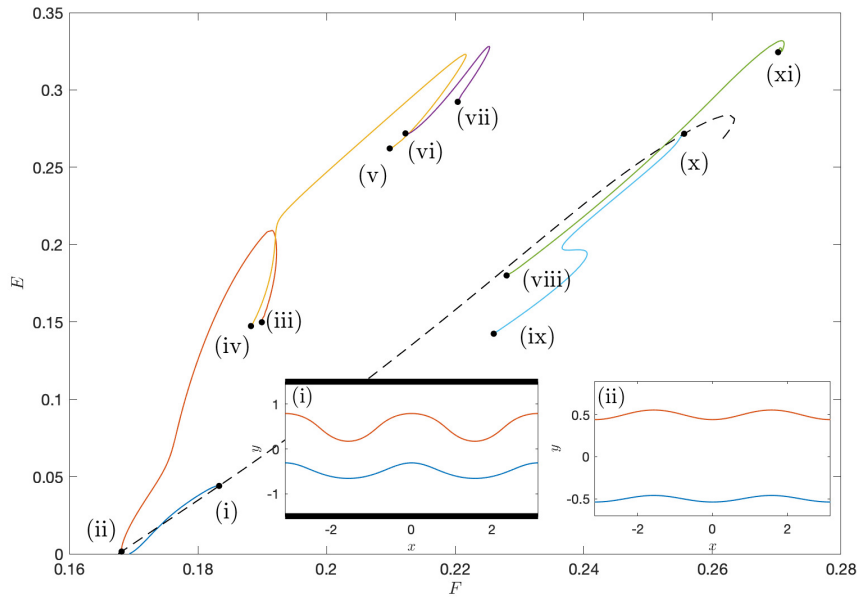 0.35
0.3
0.25
0.2
0.15
0.1
0.05
0
E
0.16
0.18
0.2
0.22
0.24
0.26
0.28
F
(xi)
(vii)
(vi)
(v)
(x)
(viii)
(iii)
(iv)
(ix)
(i)
(ii)
(i)
1
0
-1
y
-2
0
2
x
(ii)
0.5
0
-0.5
y
-2
0
2
x